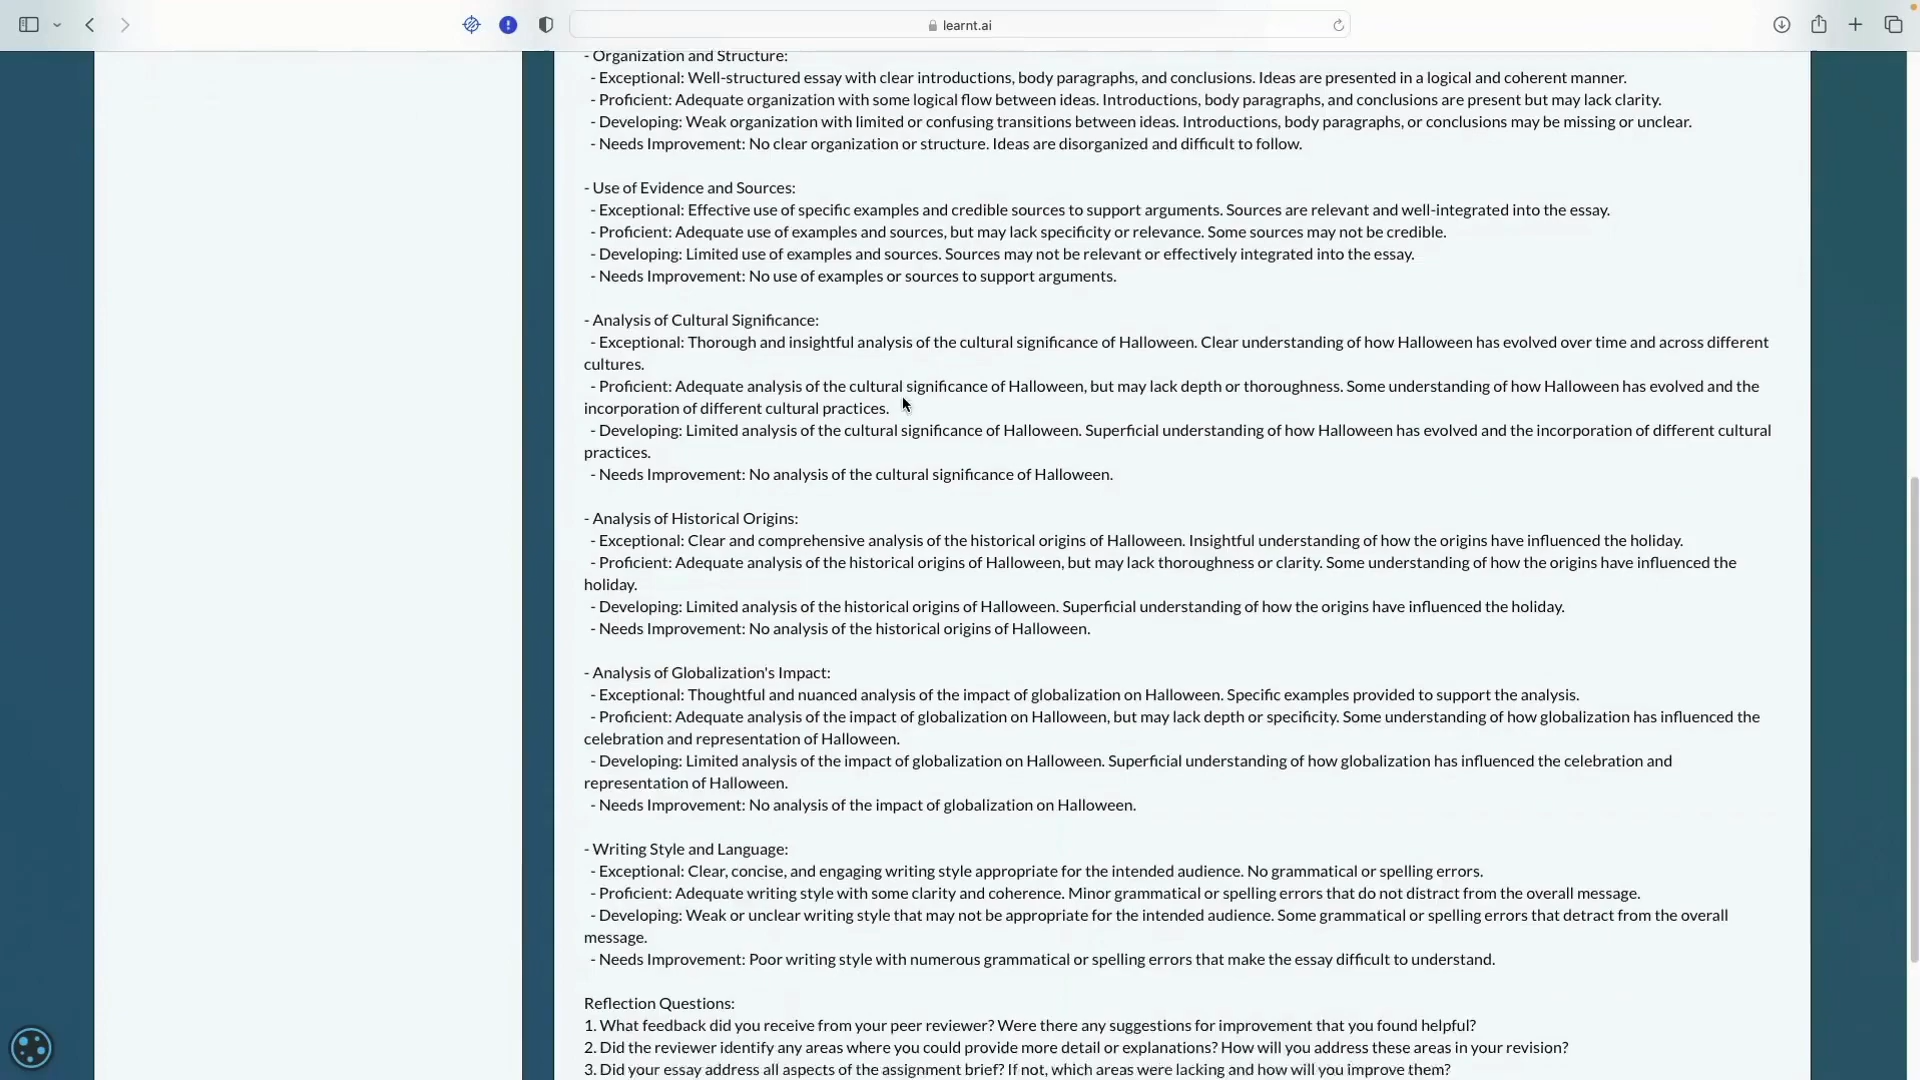 learnt.ai
- Organization and Structure:
- Exceptional: Well-structured essay with clear introductions, body paragraphs, and conclusions. Ideas are presented in a logical and coherent manner.
- Proficient: Adequate organization with some logical flow between ideas. Introductions, body paragraphs, and conclusions are present but may lack clarity.
- Developing: Weak organization with limited or confusing transitions between ideas. Introductions, body paragraphs, or conclusions may be missing or unclear.
- Needs Improvement: No clear organization or structure. Ideas are disorganized and difficult to follow.
- Use of Evidence and Sources:
- Exceptional: Effective use of specific examples and credible sources to support arguments. Sources are relevant and well-integrated into the essay.
- Proficient: Adequate use of examples and sources, but may lack specificity or relevance. Some sources may not be credible.
- Developing: Limited use of examples and sources. Sources may not be relevant or effectively integrated into the essay.
- Needs Improvement: No use of examples or sources to support arguments.
- Analysis of Cultural Significance:
- Exceptional: Thorough and insightful analysis of the cultural significance of Halloween. Clear understanding of how Halloween has evolved over time and across different
cultures.
- Proficient: Adequate analysis of the cultural significance of Halloween, but may lack depth or thoroughness. Some understanding of how Halloween has evolved and the
incorporation of different cultural practices.
- Developing: Limited analysis of the cultural significance of Halloween. Superficial understanding of how Halloween has evolved and the incorporation of different cultural
practices.
- Needs Improvement: No analysis of the cultural significance of Halloween.
- Analysis of Historical Origins:
- Exceptional: Clear and comprehensive analysis of the historical origins of Halloween. Insightful understanding of how the origins have influenced the holiday.
- Proficient: Adequate analysis of the historical origins of Halloween, but may lack thoroughness or clarity. Some understanding of how the origins have influenced the
holiday.
- Developing: Limited analysis of the historical origins of Halloween. Superficial understanding of how the origins have influenced the holiday.
- Needs Improvement: No analysis of the historical origins of Halloween.
- Analysis of Globalization's Impact:
- Exceptional: Thoughtful and nuanced analysis of the impact of globalization on Halloween. Specific examples provided to support the analysis.
- Proficient: Adequate analysis of the impact of globalization on Halloween, but may lack depth or specificity. Some understanding of how globalization has influenced the
celebration and representation of Halloween.
- Developing: Limited analysis of the impact of globalization on Halloween. Superficial understanding of how globalization has influenced the celebration and
representation of Halloween.
- Needs Improvement: No analysis of the impact of globalization on Halloween.
- Writing Style and Language:
- Exceptional: Clear, concise, and engaging writing style appropriate for the intended audience. No grammatical or spelling errors.
- Proficient: Adequate writing style with some clarity and coherence. Minor grammatical or spelling errors that do not distract from the overall message.
- Developing: Weak or unclear writing style that may not be appropriate for the intended audience. Some grammatical or spelling errors that detract from the overall
message.
- Needs Improvement: Poor writing style with numerous grammatical or spelling errors that make the essay difficult to understand.
Reflection Questions:
1. What feedback did you receive from your peer reviewer? Were there any suggestions for improvement that you found helpful?
2. Did the reviewer identify any areas where you could provide more detail or explanations? How will you address these areas in your revision?
3. Did your essay address all aspects of the assignment brief? If not, which areas were lacking and how will you improve them?